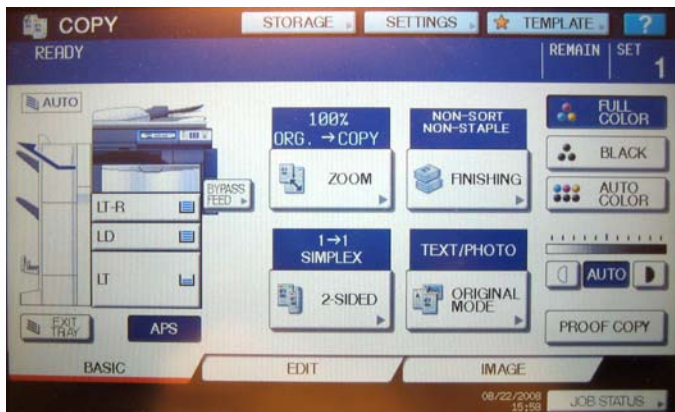 COPY
STORAGE
SETTINGS
TEMPLATE
?
READY
REMAIN
SET
1
AUTO
LT-R
LD
LT
BYPASS
FEED
EXIT
TRAY
APS
100%
ORG. → COPY
ZOOM
NON-SORT
NON-STAPLE
FINISHING
1→1
SIMPLEX
2-SIDED
TEXT/PHOTO
ORIGINAL
MODE
FULL
COLOR
BLACK
AUTO
COLOR
AUTO
PROOF COPY
BASIC
EDIT
IMAGE
08/22/2008
15:59
JOB STATUS